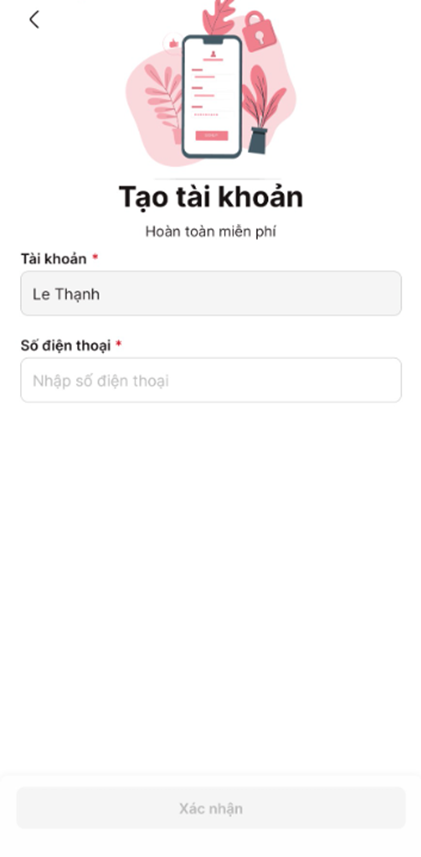 Tạo tài khoản
Hoàn toàn miễn phí
Tài khoản *
Le Thạnh
Số điện thoại *
Nhập số điện thoại
Xác nhận